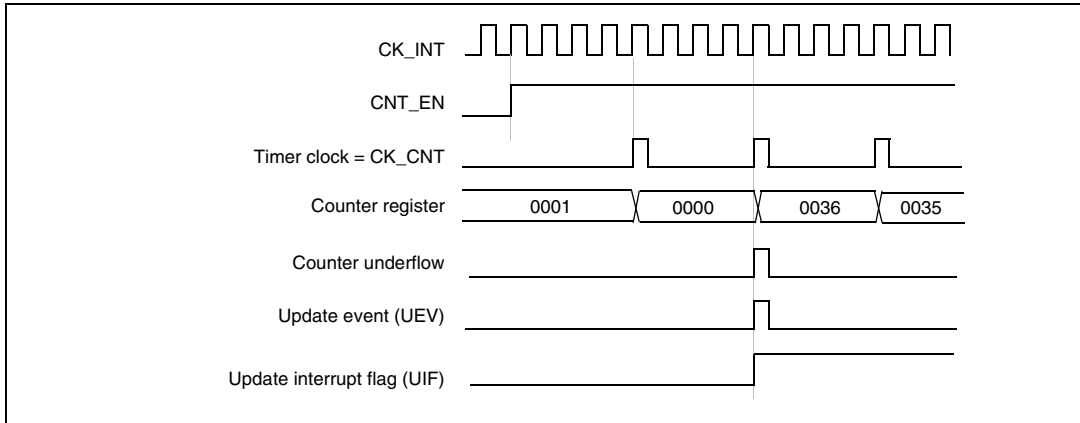 CK_INT
CNT_EN
Timer clock = CK_CNT
Counter register
0001 0000 0036 0035
Counter underflow
Update event (UEV)
Update interrupt flag (UIF)